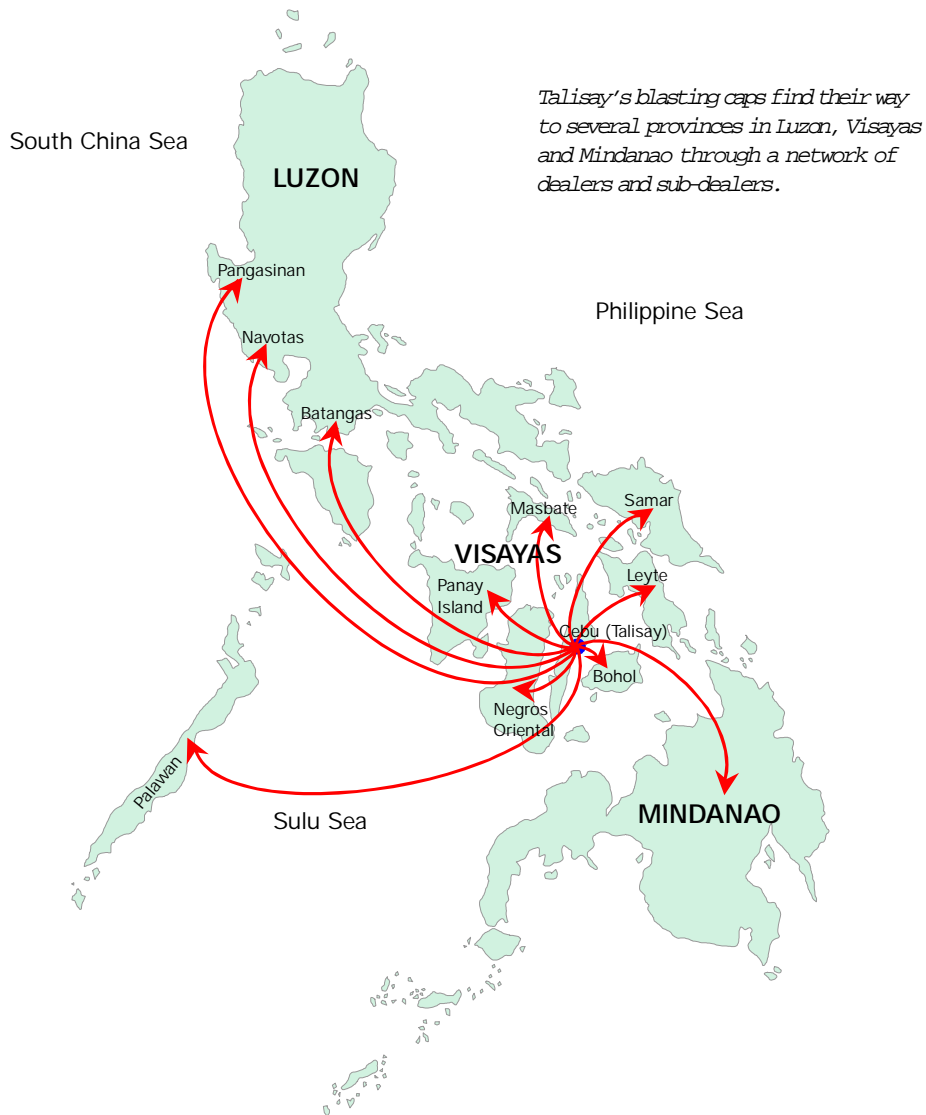 Talisay's blasting caps find their way
to several provinces in Luzon, Visayas
and Mindanao through a network of
dealers and sub-dealers.
South China Sea
LUZON
Pangasinan
Philippine Sea
Navotas
Batangas
Masbate
Samar
VISAYAS
Leyte
Panay
Island
Cebu (Talisay)
Bohol
Negros
Oriental
Palawan
Sulu Sea
MINDANAO